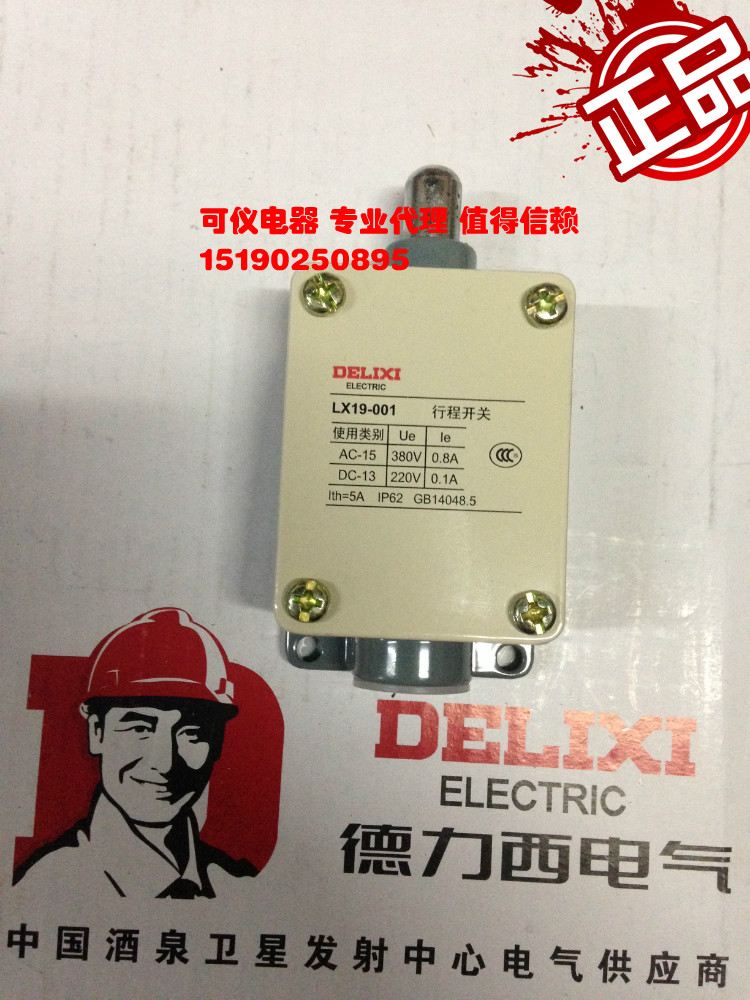 正品
可仪电器 专业代理 值得信赖
15190250895
DELIXI
ELECTRIC
LX19-001 行程开关
使用类别 Ue Ie
AC-15 380V 0.8A
DC-13 220V 0.1A
CCC
Ith=5A IP62 GB14048.5
DELIXI
ELECTRIC
德力西电气
中国酒泉卫星发射中心电气供应商